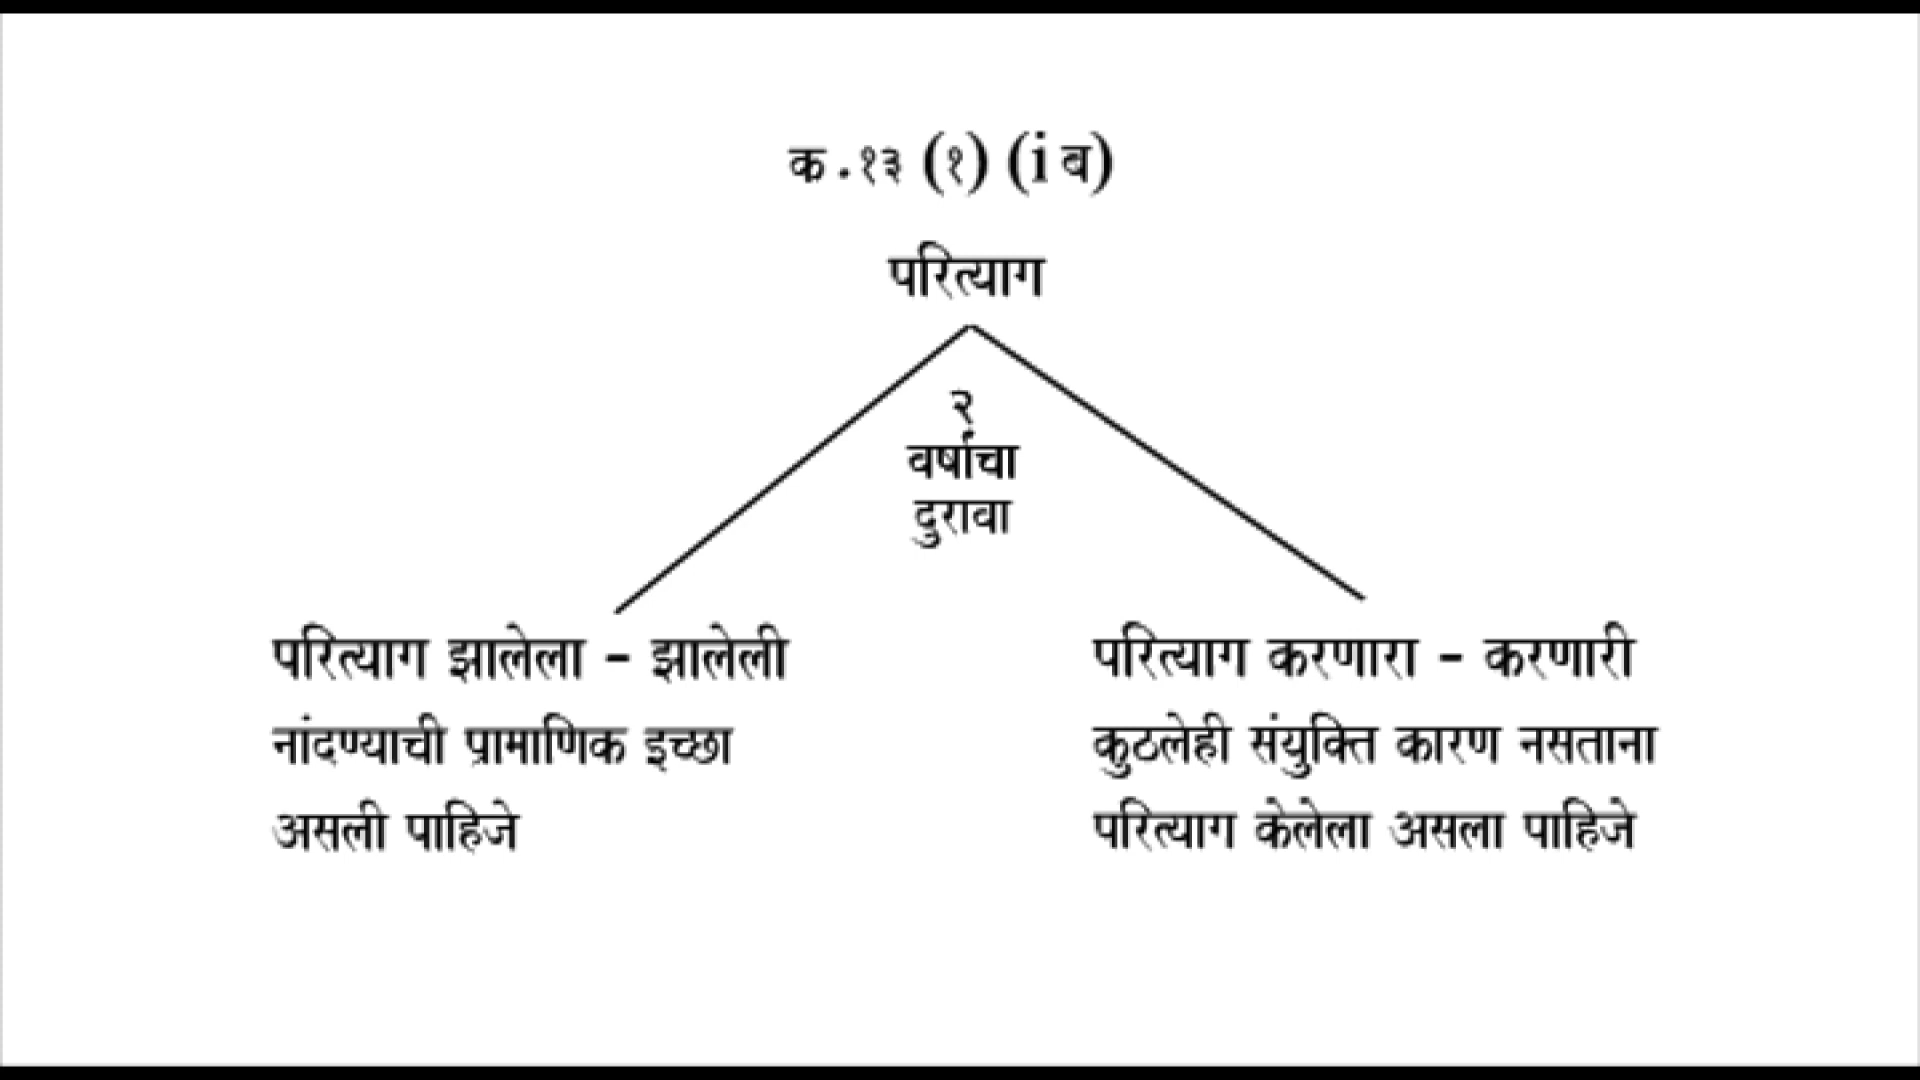 क.१३ (१) (i ब)
परित्याग
२
वर्षाचा
दुरावा
परित्याग झालेला - झालेली
नांदण्याची प्रामाणिक इच्छा
असली पाहिजे
परित्याग करणारा - करणारी
कुठलेही संयुक्ति कारण नसताना
परित्याग केलेला असला पाहिजे